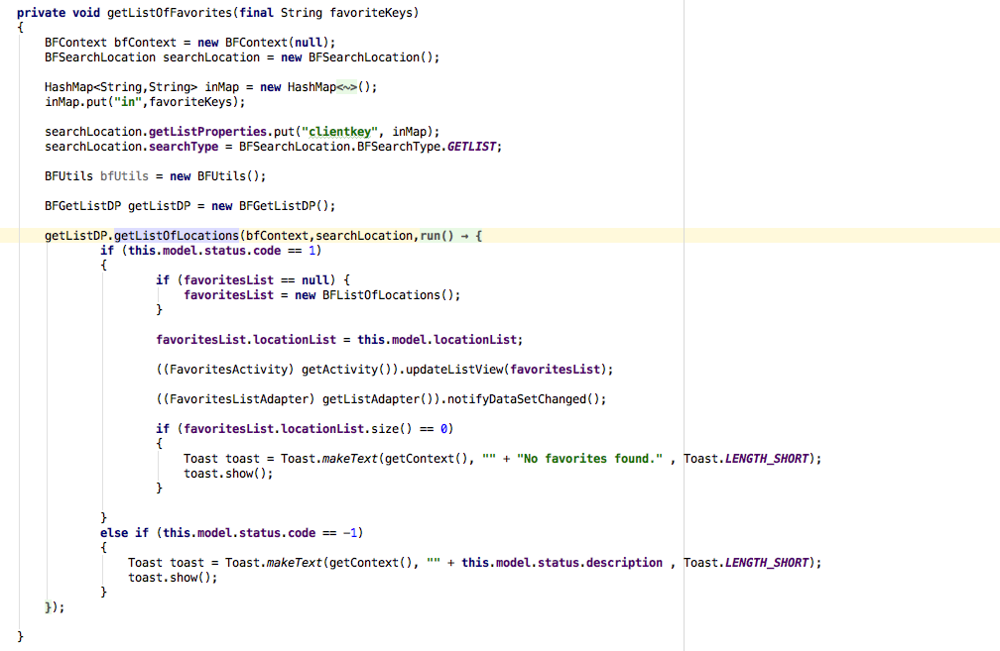 private void getListOfFavorites(final String favoriteKeys)
{
BFContext bfContext = new BFContext(null);
BFSearchLocation searchLocation = new BFSearchLocation();
HashMap<String,String> inMap = new HashMap<~>();
inMap.put("in",favoriteKeys);
searchLocation.getListProperties.put("clientkey", inMap);
searchLocation.searchType = BFSearchLocation.BFSearchType.GETLIST;
BFUtils bfUtils = new BFUtils();
BFGetListDP getListDP = new BFGetListDP();
getListDP.getListOfLocations(bfContext,searchLocation,run() → {
if (this.model.status.code == 1)
{
if (favoritesList == null) {
favoritesList = new BFListOfLocations();
}
favoritesList.locationList = this.model.locationList;
((FavoritesActivity) getActivity()).updateListView(favoritesList);
((FavoritesListAdapter) getListAdapter()).notifyDataSetChanged();
if (favoritesList.locationList.size() == 0)
{
Toast toast = Toast.makeText(getContext(), "" + "No favorites found." , Toast.LENGTH_SHORT);
toast.show();
}
}
else if (this.model.status.code == -1)
{
Toast toast = Toast.makeText(getContext(), "" + this.model.status.description , Toast.LENGTH_SHORT);
toast.show();
}
});
}